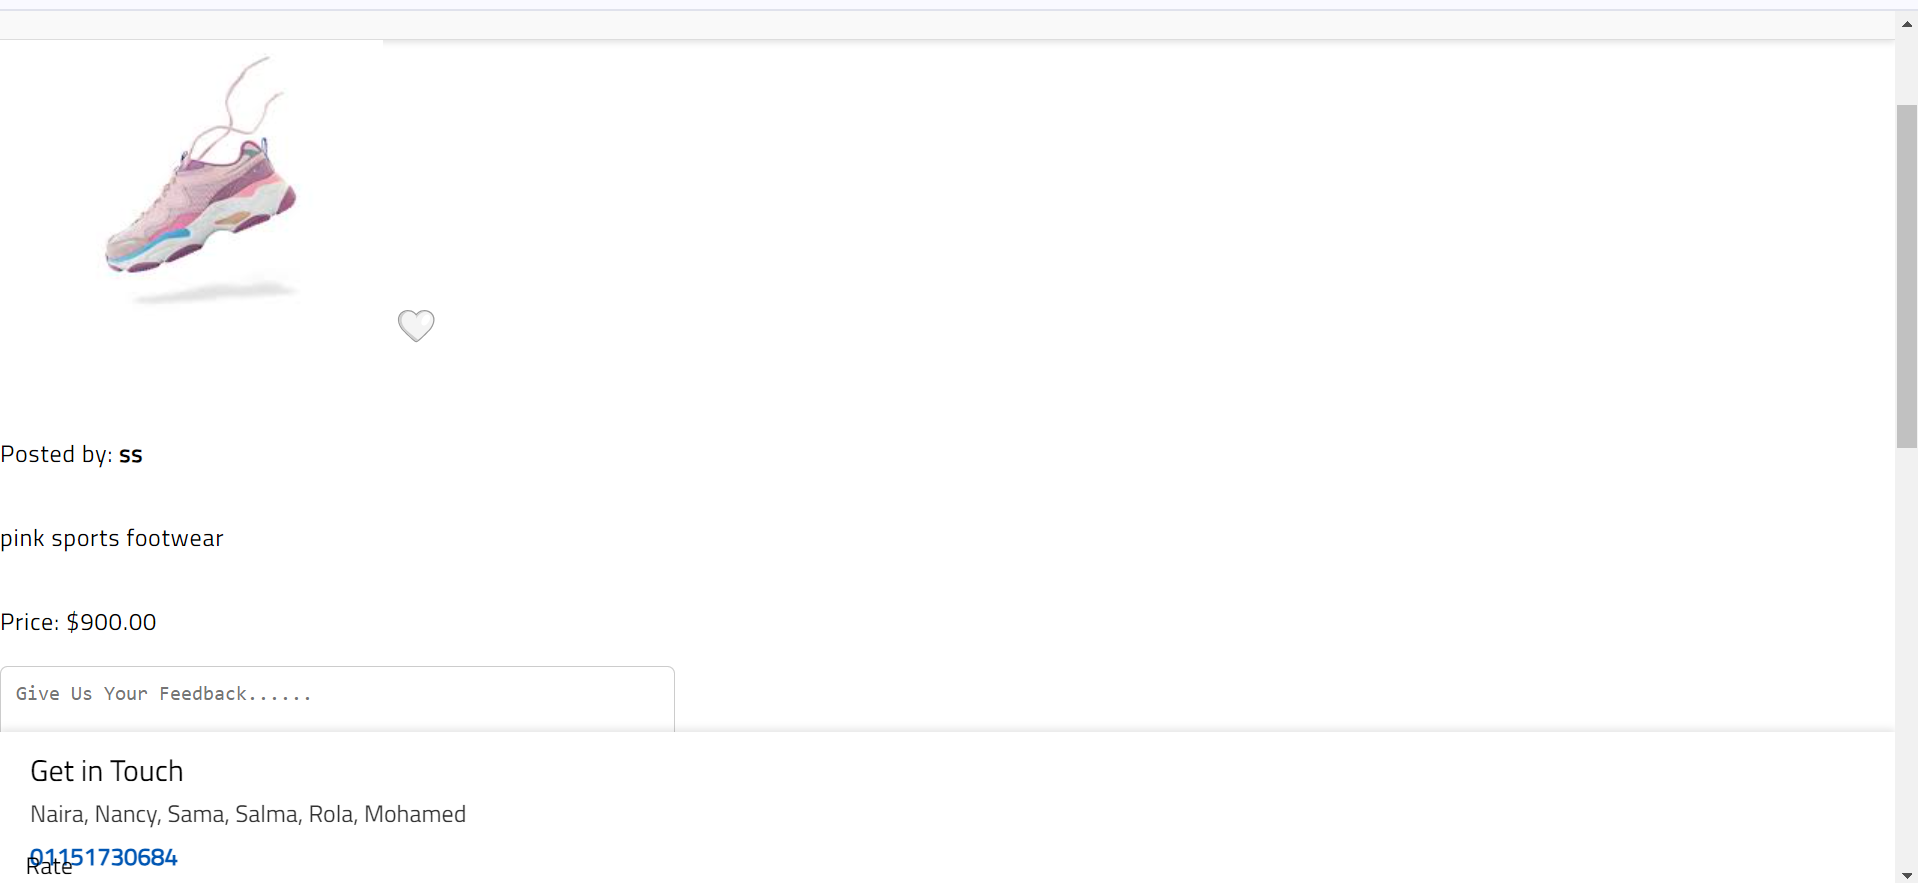 Posted by: ss
pink sports footwear
Price: $900.00
Give Us Your Feedback......
Get in Touch
Naira, Nancy, Sama, Salma, Rola, Mohamed
01151730684
Rate